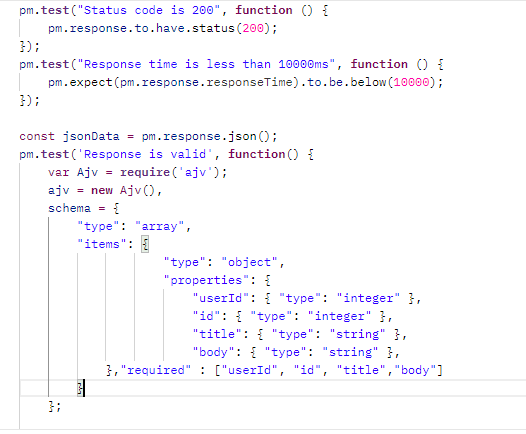 pm.test("Status code is 200", function () {
    pm.response.to.have.status(200);
});
pm.test("Response time is less than 10000ms", function () {
    pm.expect(pm.response.responseTime).to.be.below(10000);
});

const jsonData = pm.response.json();
pm.test('Response is valid', function() {
    var Ajv = require('ajv');
    ajv = new Ajv(),
    schema = {
        "type": "array",
        "items": {
                    "type": "object",
                    "properties": {
                        "userId": { "type": "integer" },
                        "id": { "type": "integer" },
                        "title": { "type": "string" },
                        "body": { "type": "string" },
                },"required" : ["userId", "id", "title","body"]
        }
    };